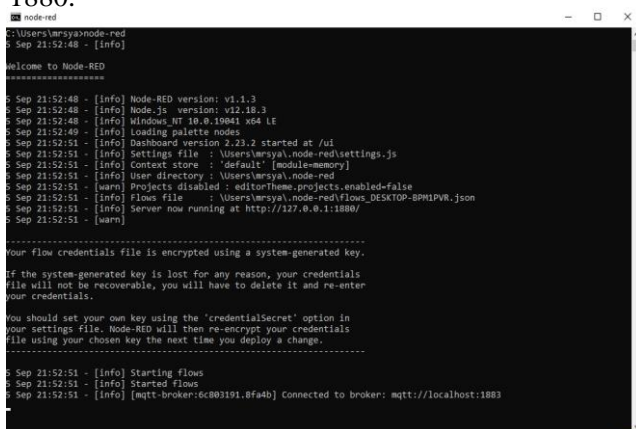 1880.
node-red
C:\Users\mrsya>node-red
5 Sep 21:52:48 - [info]
Welcome to Node-RED
===================
5 Sep 21:52:48 - [info] Node-RED version: v1.1.3
5 Sep 21:52:48 - [info] Node.js  version: v12.18.3
5 Sep 21:52:48 - [info] Windows_NT 10.0.19041 x64 LE
5 Sep 21:52:49 - [info] Loading palette nodes
5 Sep 21:52:51 - [info] Dashboard version 2.23.2 started at /ui
5 Sep 21:52:51 - [info] Settings file  : \Users\mrsya\.node-red\settings.js
5 Sep 21:52:51 - [info] Context store  : 'default' [module=memory]
5 Sep 21:52:51 - [info] User directory : \Users\mrsya\.node-red
5 Sep 21:52:51 - [warn] Projects disabled : editorTheme.projects.enabled=false
5 Sep 21:52:51 - [info] Flows file     : \Users\mrsya\.node-red\flows_DESKTOP-BPM1PVR.json
5 Sep 21:52:51 - [info] Server now running at http://127.0.0.1:1880/
5 Sep 21:52:51 - [warn]
---------------------------------------------------------------------
Your flow credentials file is encrypted using a system-generated key.
If the system-generated key is lost for any reason, your credentials
file will not be recoverable, you will have to delete it and re-enter
your credentials.
You should set your own key using the 'credentialSecret' option in
your settings file. Node-RED will then re-encrypt your credentials
file using your chosen key the next time you deploy a change.
---------------------------------------------------------------------
5 Sep 21:52:51 - [info] Starting flows
5 Sep 21:52:51 - [info] Started flows
5 Sep 21:52:51 - [info] [mqtt-broker:6c803191.8fa4b] Connected to broker: mqtt://localhost:1883